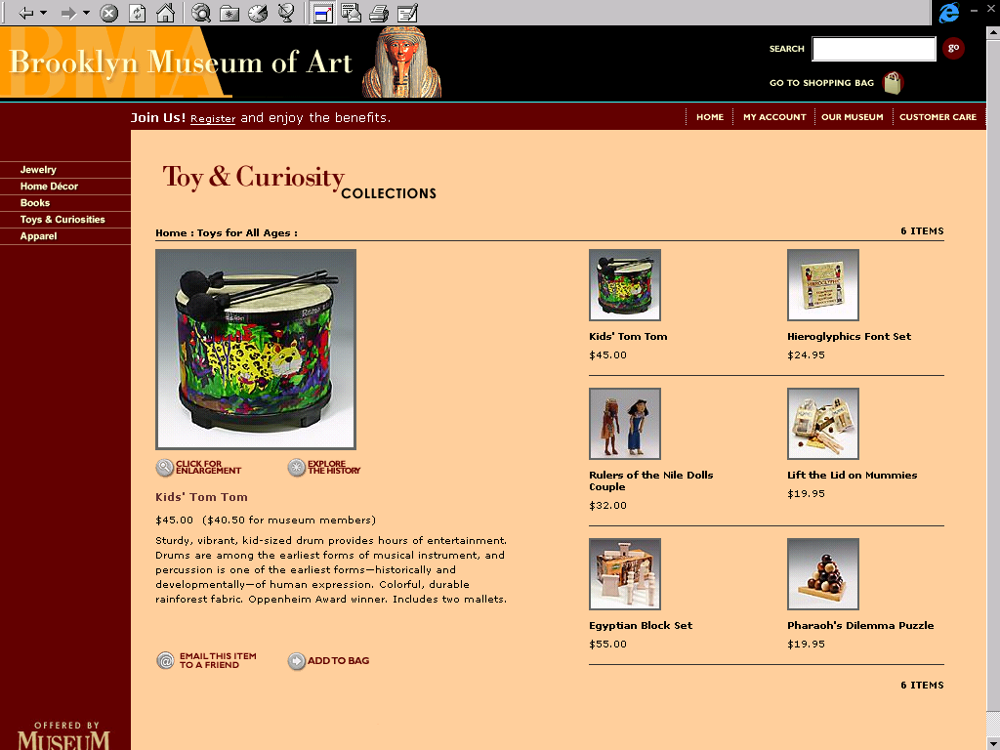 BMA
Brooklyn Museum of Art
SEARCH
go
GO TO SHOPPING BAG
Join Us! Register and enjoy the benefits.
HOME
MY ACCOUNT
OUR MUSEUM
CUSTOMER CARE
Jewelry
Home Décor
Books
Toys & Curiosities
Apparel
Toy & Curiosity
COLLECTIONS
Home : Toys for All Ages :
6 ITEMS
CLICK FOR
ENLARGEMENT
EXPLORE
THE HISTORY
Kids' Tom Tom
$45.00 ($40.50 for museum members)
Sturdy, vibrant, kid-sized drum provides hours of entertainment.
Drums are among the earliest forms of musical instrument, and
percussion is one of the earliest forms—historically and
developmentally—of human expression. Colorful, durable
rainforest fabric. Oppenheim Award winner. Includes two mallets.
@ EMAIL THIS ITEM
TO A FRIEND
ADD TO BAG
Kids' Tom Tom
$45.00
Hieroglyphics Font Set
$24.95
Rulers of the Nile Dolls
Couple
$32.00
Lift the Lid on Mummies
$19.95
Egyptian Block Set
$55.00
Pharaoh's Dilemma Puzzle
$19.95
6 ITEMS
OFFERED BY
MUSEUM